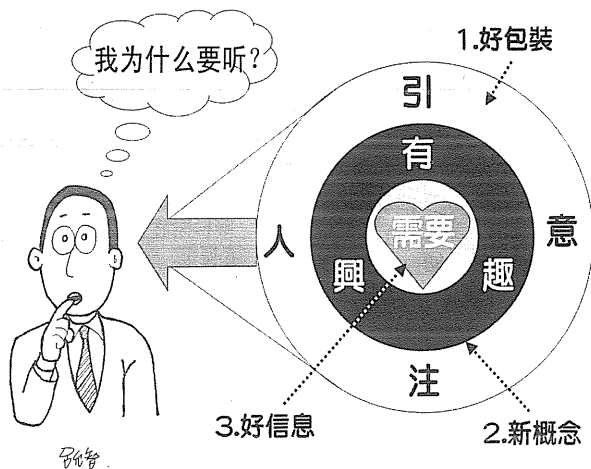 我为什么要听？
1.好包裝
引人注意
有興趣
需要
3.好信息
2.新概念